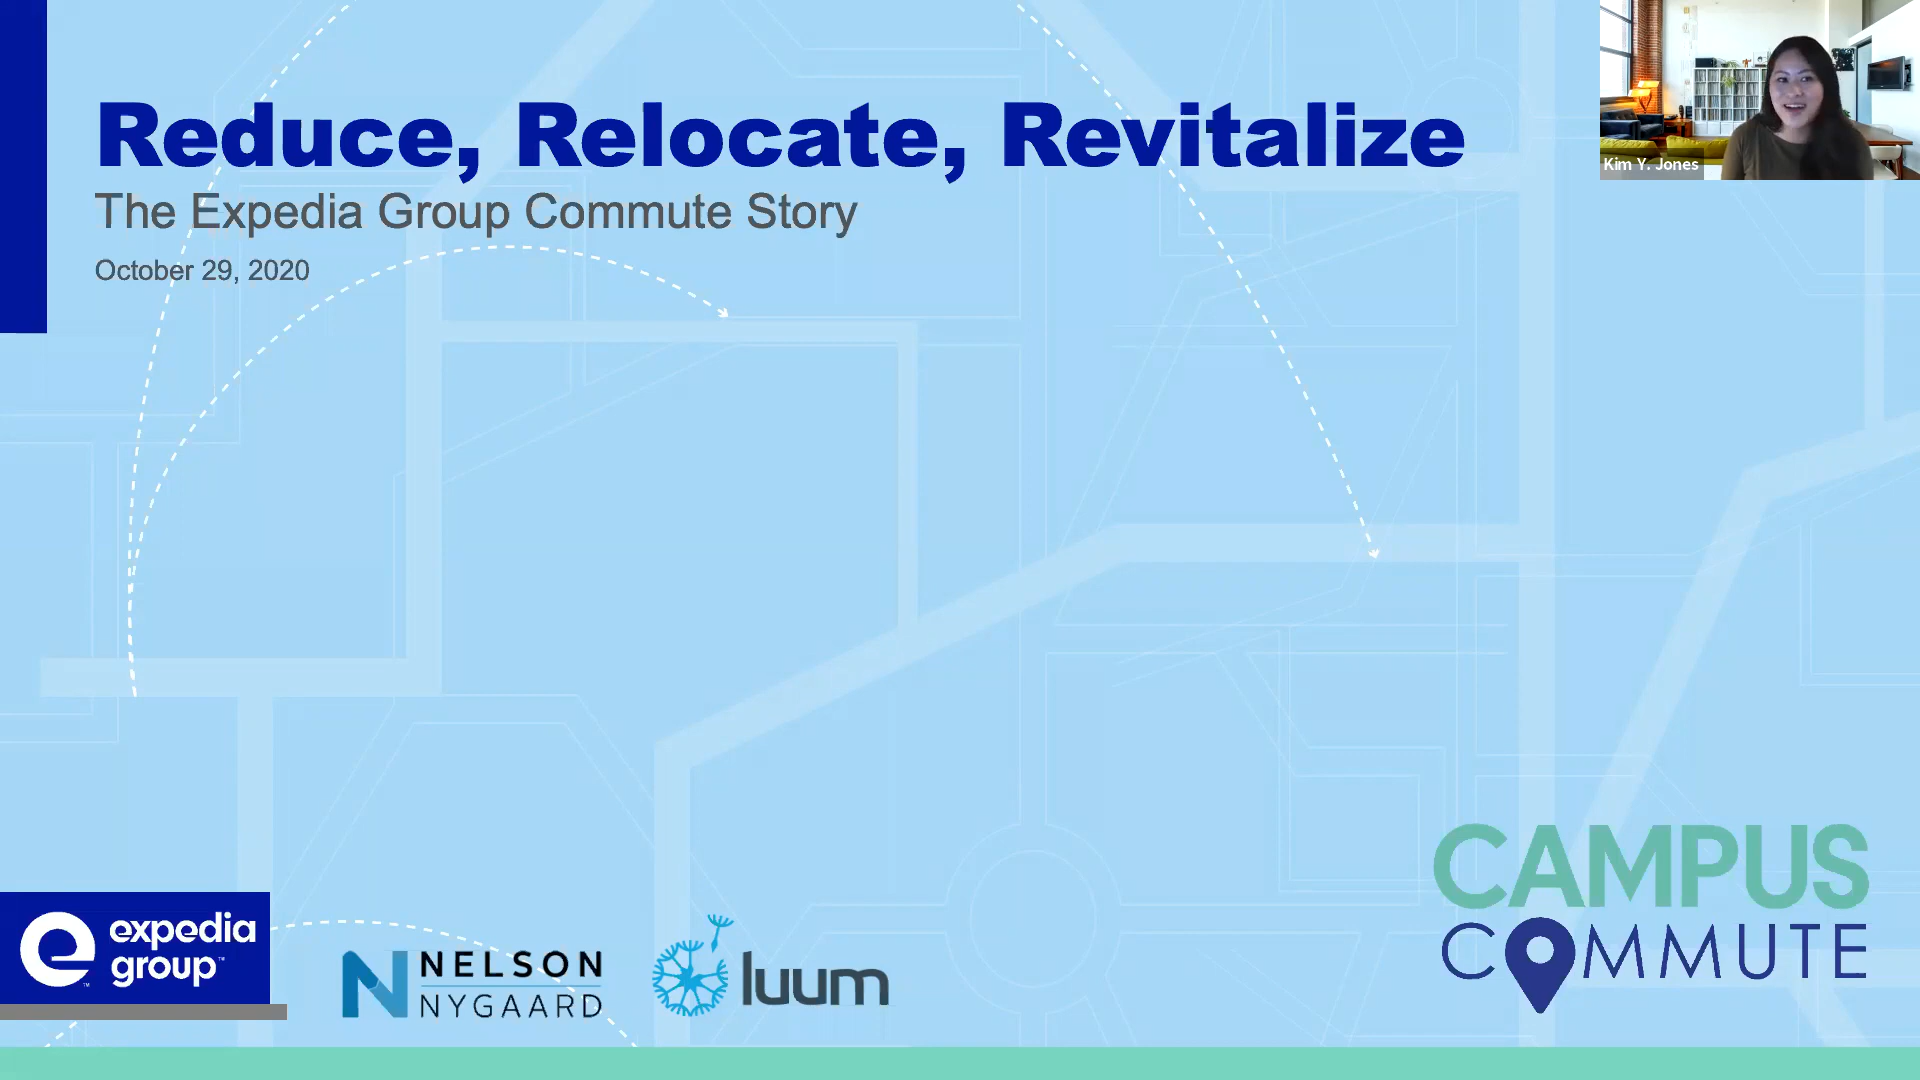 Reduce, Relocate, Revitalize
The Expedia Group Commute Story
October 29, 2020
Kim Y. Jones
expedia
group™
NELSON
NYGAARD
luum
CAMPUS
COMMUTE